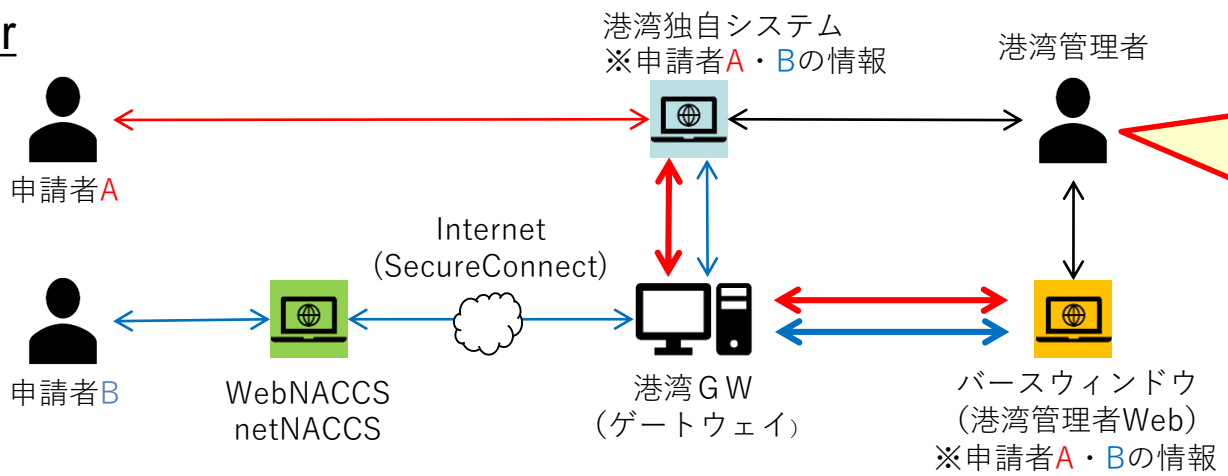 r
港湾独自システム
※申請者A・Bの情報
港湾管理者
申請者A
Internet
(SecureConnect)
申請者B
WebNACCS
netNACCS
港湾ＧＷ
（ゲートウェイ）
バースウィンドウ
（港湾管理者Web）
※申請者A・Bの情報